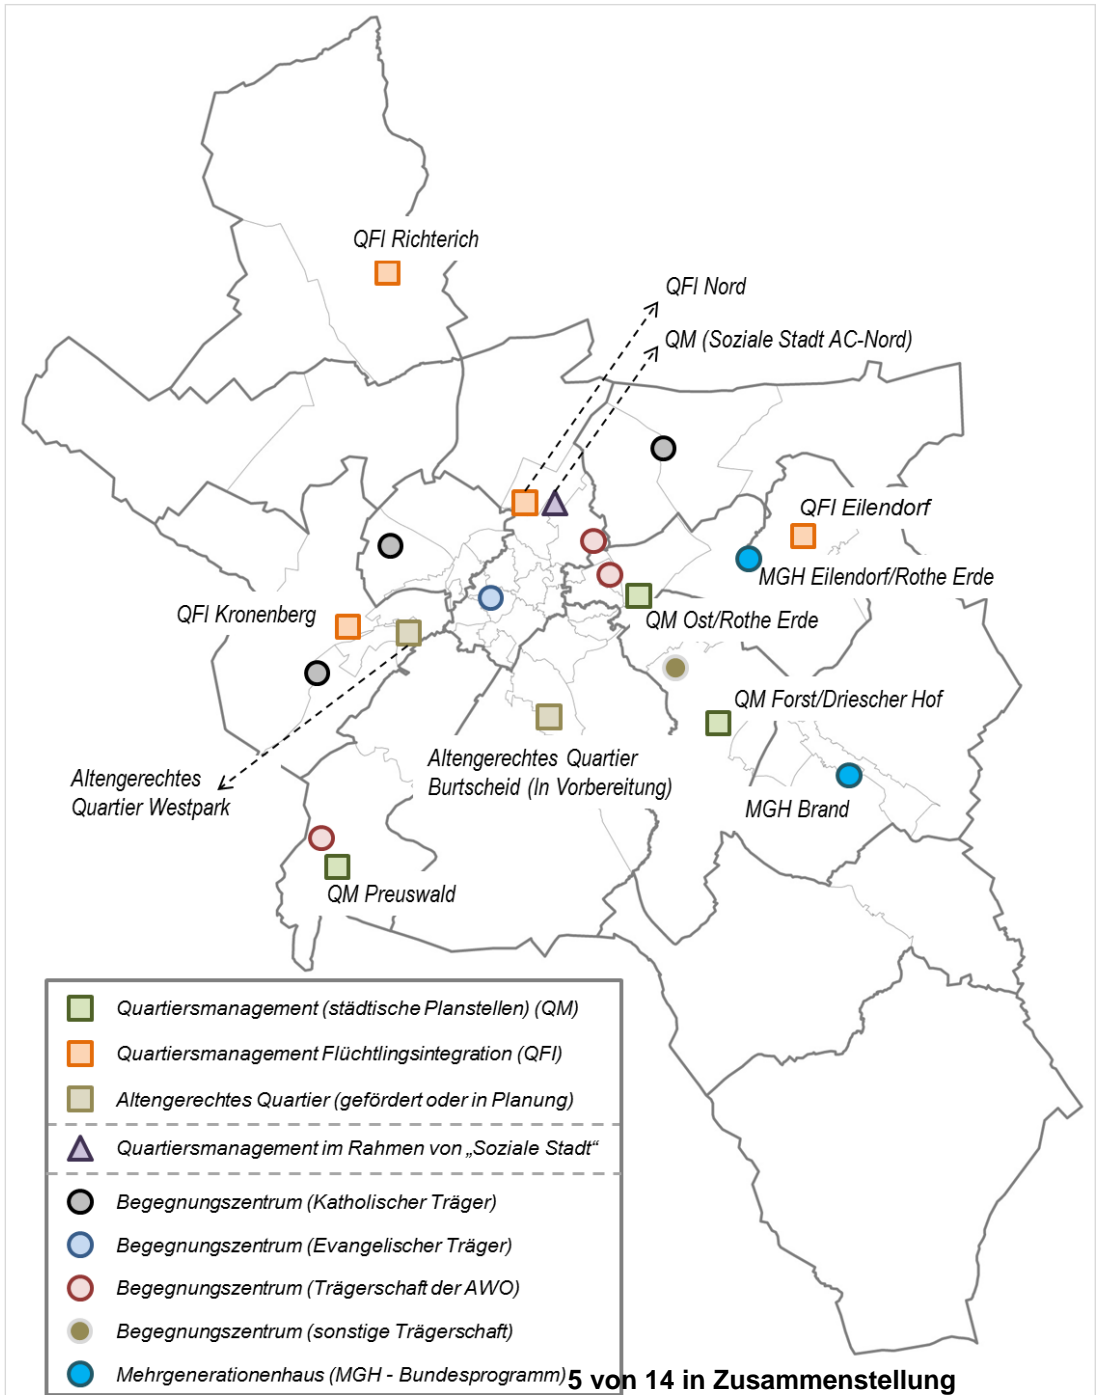 QFI Richterich
QFI Nord
QM (Soziale Stadt AC-Nord)
QFI Eilendorf
MGH Eilendorf/Rothe Erde
QFI Kronenberg
QM Ost/Rothe Erde
QM Forst/Driescher Hof
Altengerechtes Quartier
Burtscheid (In Vorbereitung)
Altengerechtes
Quartier Westpark
MGH Brand
QM Preuswald
Quartiersmanagement (städtische Planstellen) (QM)
Quartiersmanagement Flüchtlingsintegration (QFI)
Altengerechtes Quartier (gefördert oder in Planung)
Quartiersmanagement im Rahmen von „Soziale Stadt“
Begegnungszentrum (Katholischer Träger)
Begegnungszentrum (Evangelischer Träger)
Begegnungszentrum (Trägerschaft der AWO)
Begegnungszentrum (sonstige Trägerschaft)
Mehrgenerationenhaus (MGH - Bundesprogramm)
5 von 14 in Zusammenstellung